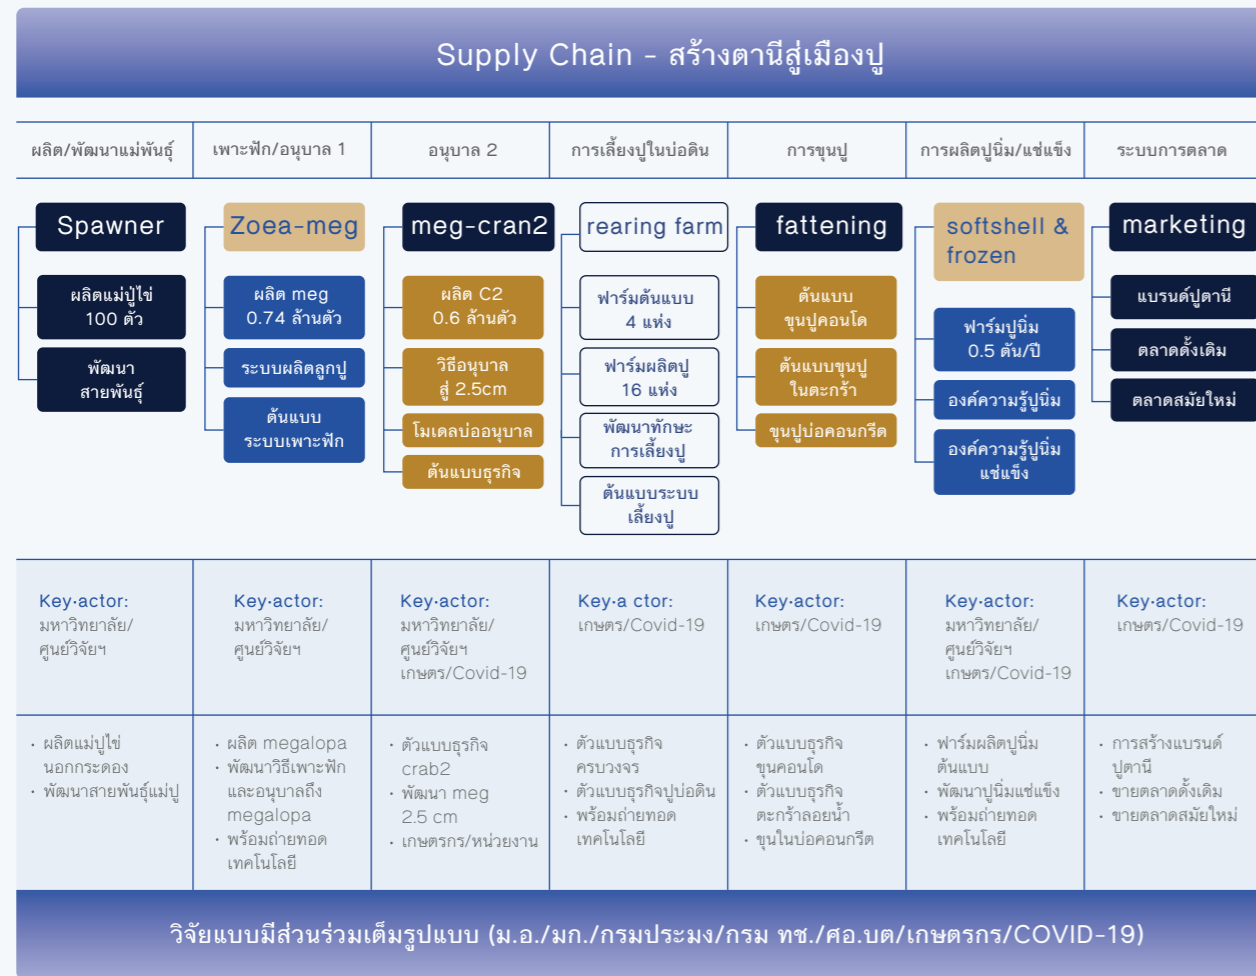 Supply Chain - สร้างตานีสู่เมืองปู
ผลิต/พัฒนาแม่พันธุ์
เพาะฟัก/อนุบาล 1
อนุบาล 2
การเลี้ยงปูในบ่อดิน
การขุนปู
การผลิตปูนิ่ม/แช่แข็ง
ระบบการตลาด
Spawner
ผลิตแม่ปูไข่
100 ตัว
พัฒนา
สายพันธุ์
Zoea-meg
ผลิต meg
0.74 ล้านตัว
ระบบผลิตลูกปู
ต้นแบบ
ระบบเพาะฟัก
meg-cran2
ผลิต C2
0.6 ล้านตัว
วิธีอนุบาล
สู่ 2.5cm
โมเดลบ่ออนุบาล
ต้นแบบธุรกิจ
rearing farm
ฟาร์มต้นแบบ
4 แห่ง
ฟาร์มผลิตปู
16 แห่ง
พัฒนาทักษะ
การเลี้ยงปู
ต้นแบบระบบ
เลี้ยงปู
fattening
ต้นแบบ
ขุนปูคอนโด
ต้นแบบขุนปู
ในตะกร้า
ขุนปูบ่อคอนกรีต
softshell &
frozen
ฟาร์มปูนิ่ม
0.5 ตัน/ปี
องค์ความรู้ปูนิ่ม
องค์ความรู้ปูนิ่ม
แช่แข็ง
marketing
แบรนด์ปูตานี
ตลาดดั้งเดิม
ตลาดสมัยใหม่
Key·actor:
มหาวิทยาลัย/
ศูนย์วิจัยฯ
Key·actor:
มหาวิทยาลัย/
ศูนย์วิจัยฯ
Key·actor:
มหาวิทยาลัย/
ศูนย์วิจัยฯ
เกษตร/Covid-19
Key·a ctor:
เกษตร/Covid-19
Key·actor:
เกษตร/Covid-19
Key·actor:
มหาวิทยาลัย/
ศูนย์วิจัยฯ
เกษตร/Covid-19
Key·actor:
เกษตร/Covid-19
· ผลิตแม่ปูไข่
นอกกระดอง
· พัฒนาสายพันธุ์แม่ปู
· ผลิต megalopa
· พัฒนาวิธีเพาะฟัก
และอนุบาลถึง
megalopa
· พร้อมถ่ายทอด
เทคโนโลยี
· ตัวแบบธุรกิจ
crab2
· พัฒนา meg
2.5 cm
· เกษตรกร/หน่วยงาน
· ตัวแบบธุรกิจ
ครบวงจร
· ตัวแบบธุรกิจปูบ่อดิน
· พร้อมถ่ายทอด
เทคโนโลยี
· ตัวแบบธุรกิจ
ขุนคอนโด
· ตัวแบบธุรกิจ
ตะกร้าลอยน้ำ
· ขุนในบ่อคอนกรีต
· ฟาร์มผลิตปูนิ่ม
ต้นแบบ
· พัฒนาปูนิ่มแช่แข็ง
· พร้อมถ่ายทอด
เทคโนโลยี
· การสร้างแบรนด์
ปูตานี
· ขายตลาดดั้งเดิม
· ขายตลาดสมัยใหม่
วิจัยแบบมีส่วนร่วมเต็มรูปแบบ (ม.อ./มก./กรมประมง/กรม ทช./ศอ.บต/เกษตรกร/COVID-19)